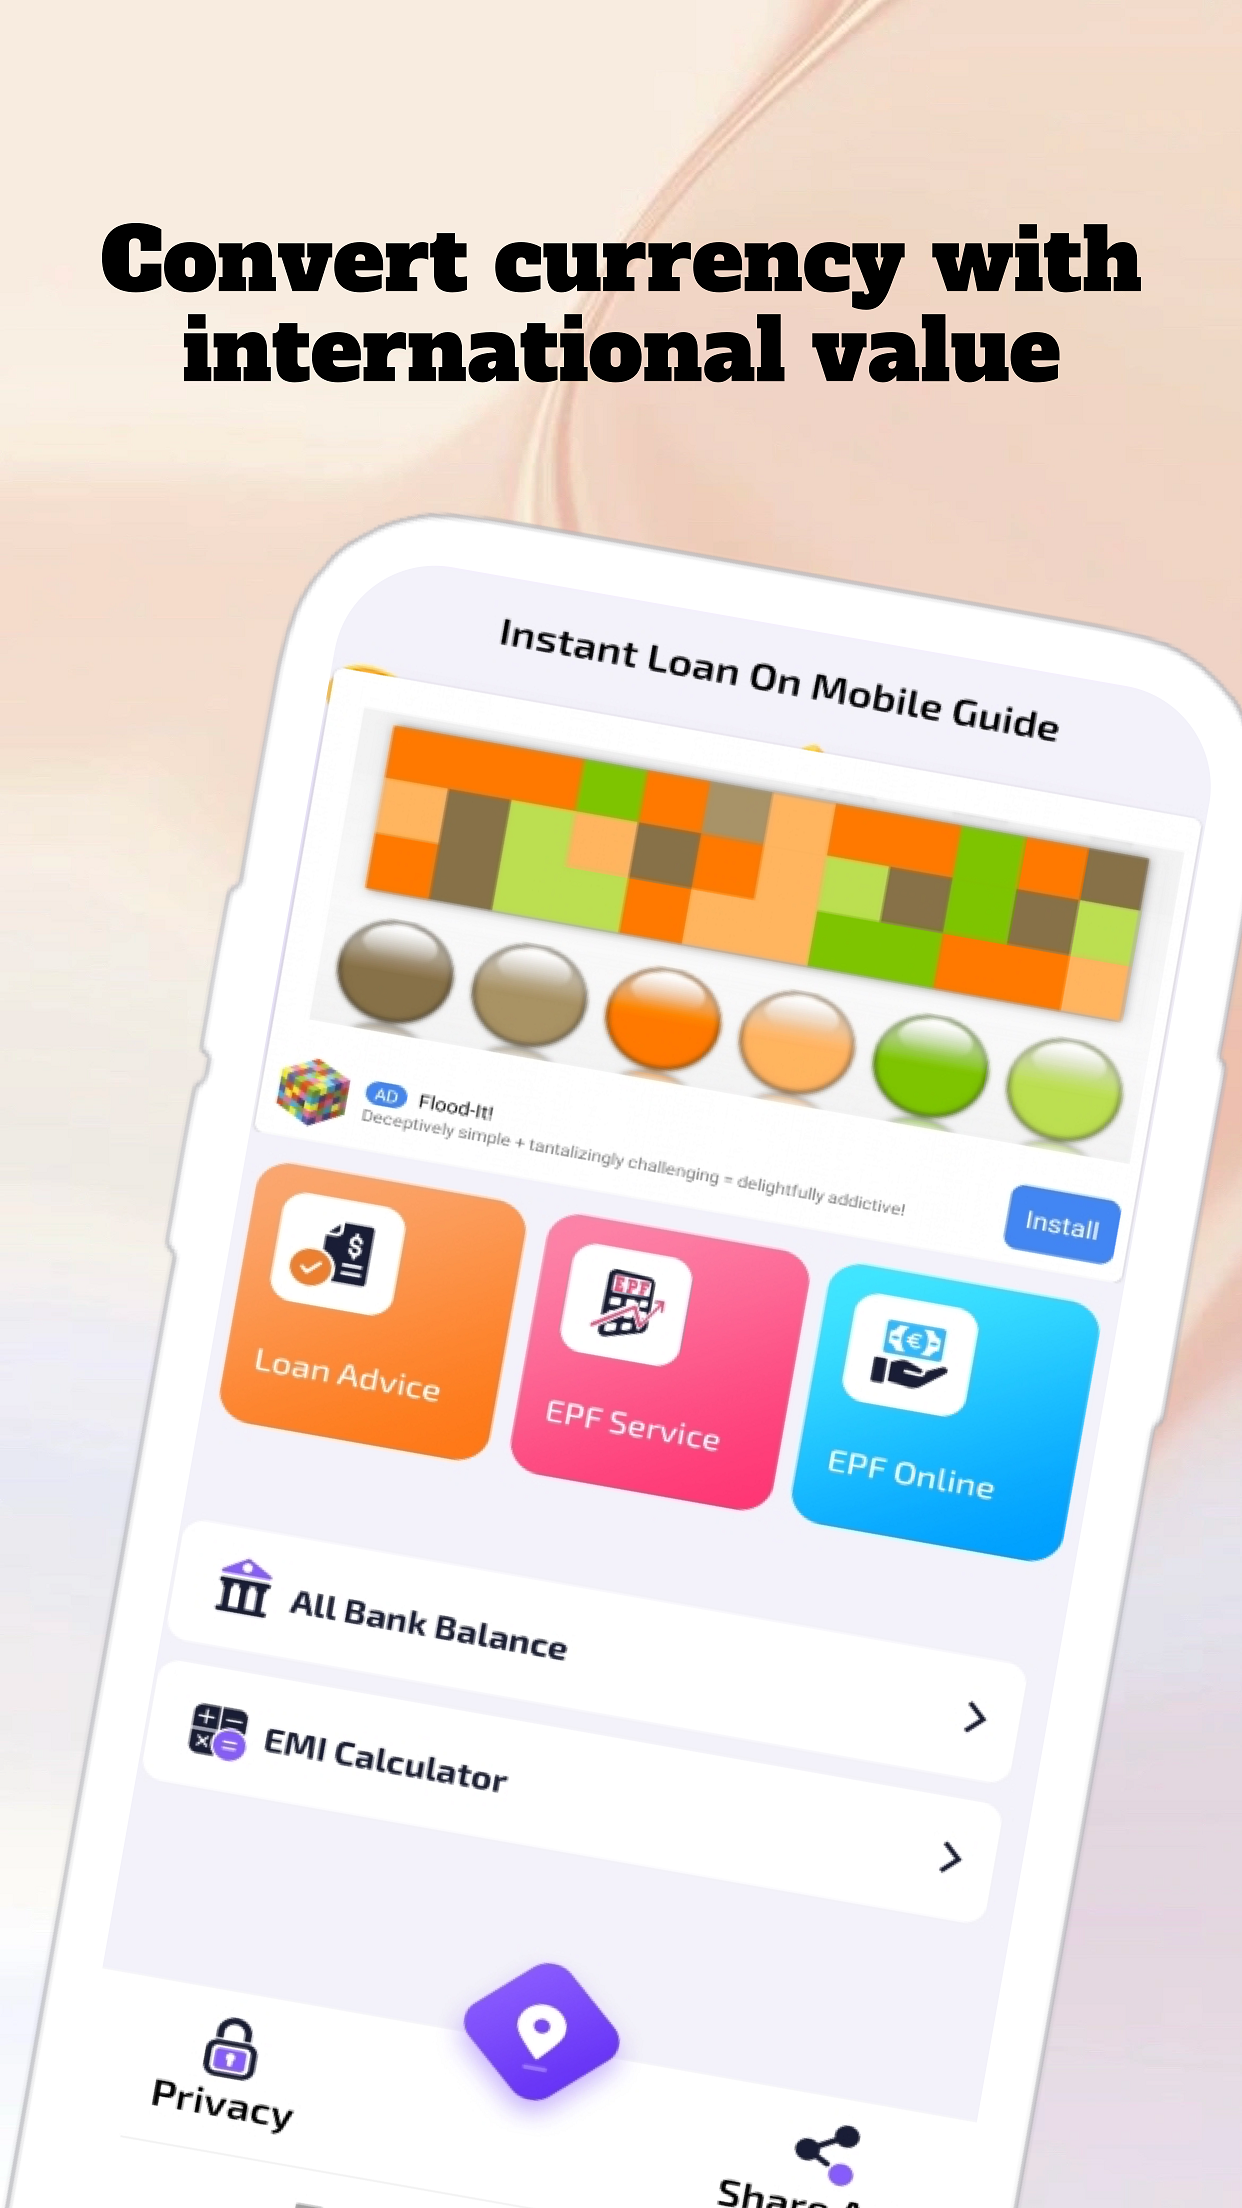 Convert currency with
international value
Instant Loan On Mobile Guide
AD Flood-It!
Deceptively simple + tantalizingly challenging = delightfully addictive!
Install
Loan Advice
EPF
EPF Service
EPF Online
All Bank Balance
EMI Calculator
Privacy
Share